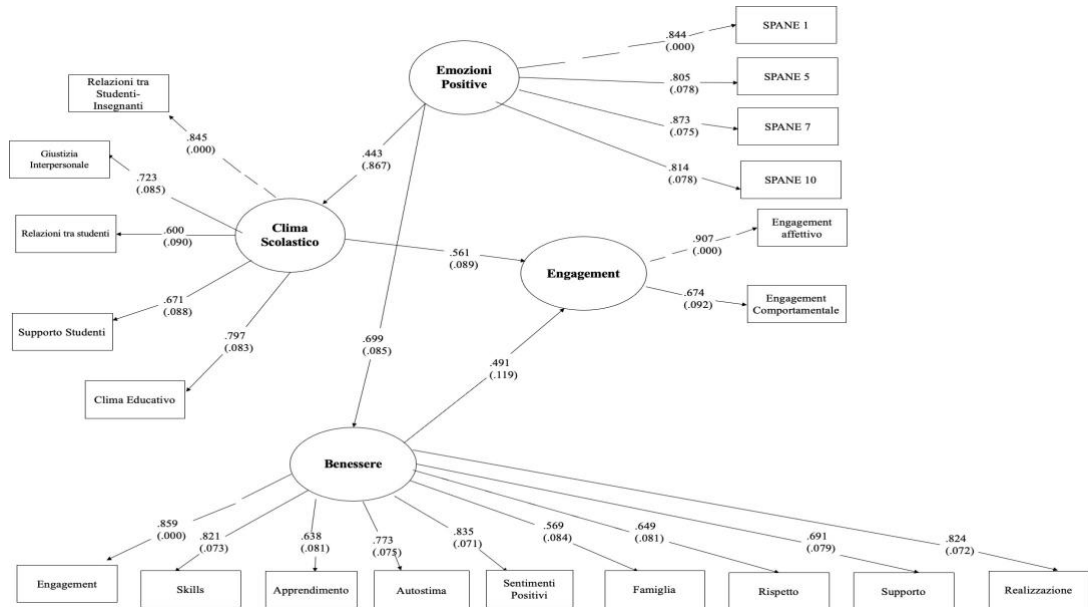 SPANE 1
.844
(.000)
Emozioni
Positive
.805
(.078)
SPANE 5
Relazioni tra
Studenti-
Insegnanti
.873
(.075)
SPANE 7
.845
(.000)
.443
(.867)
.814
(.078)
SPANE 10
Giustizia
Interpersonale
.723
(.085)
Relazioni tra studenti
.600
(.090)
Clima
Scolastico
.561
(.089)
Engagement
.907
(.000)
Engagement
affettivo
.674
(.092)
Engagement
Comportamentale
Supporto Studenti
.671
(.088)
.797
(.083)
.699
(.085)
.491
(.119)
Clima Educativo
Benessere
.859
(.000)
.821
(.073)
.638
(.081)
.773
(.075)
.835
(.071)
.569
(.084)
.649
(.081)
.691
(.079)
.824
(.072)
Engagement
Skills
Apprendimento
Autostima
Sentimenti
Positivi
Famiglia
Rispetto
Supporto
Realizzazione